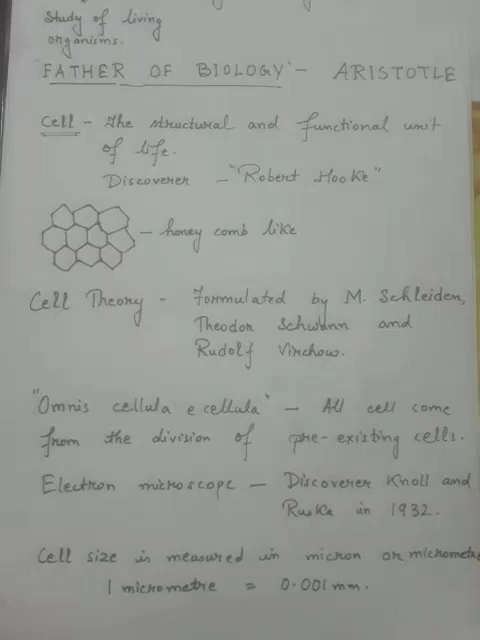 Study of living
organisms.
"FATHER OF BIOLOGY" - ARISTOTLE
Cell - The structural and functional unit
of life.
Discoverer - "Robert Hooke"
- honey comb like
Cell Theory - Formulated by M. Schleiden,
Theodor Schwann and
Rudolf Virchow.
"Omnis cellula e cellula" - All cell come
from the division of pre-existing cells.
Electron microscope - Discoverer Knoll and
Ruska in 1932.
Cell size is measured in micron or micrometre
1 micrometre = 0.001 mm.